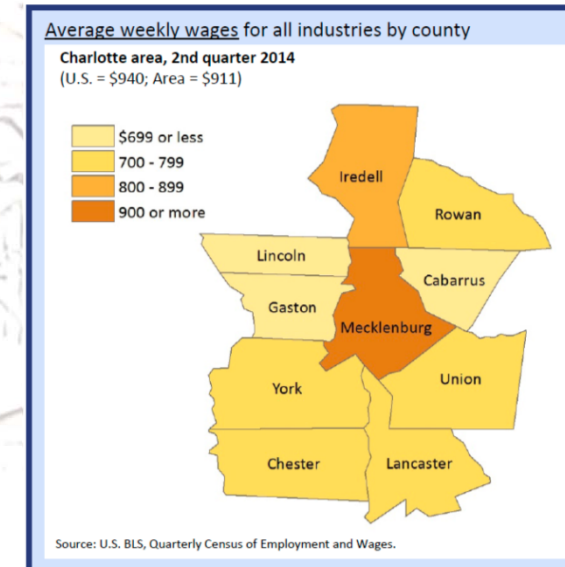 Average weekly wages for all industries by county
Charlotte area, 2nd quarter 2014
(U.S. = $940; Area = $911)
$699 or less
700 - 799
800 - 899
900 or more
Iredell
Rowan
Lincoln
Cabarrus
Gaston
Mecklenburg
Union
York
Chester
Lancaster
Source: U.S. BLS, Quarterly Census of Employment and Wages.